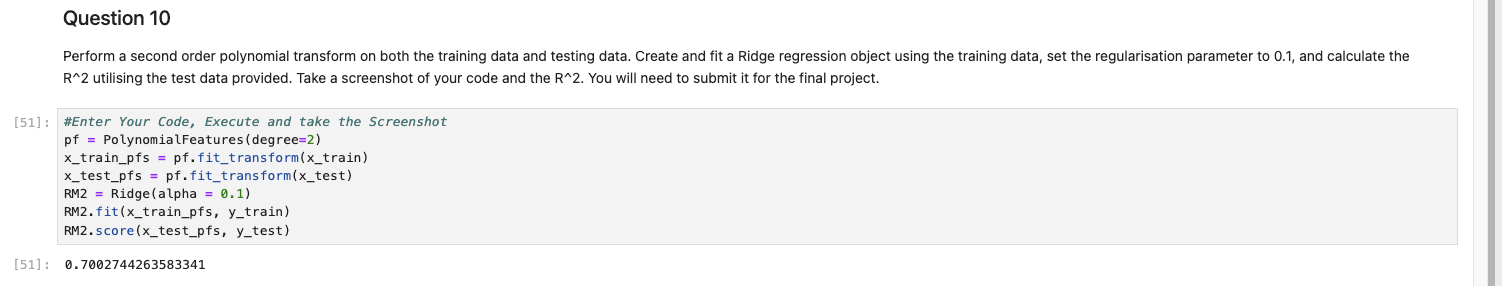 Question 10
Perform a second order polynomial transform on both the training data and testing data. Create and fit a Ridge regression object using the training data, set the regularisation parameter to 0.1, and calculate the
R^2 utilising the test data provided. Take a screenshot of your code and the R^2. You will need to submit it for the final project.
[51]: #Enter Your Code, Execute and take the Screenshot
pf = PolynomialFeatures(degree=2)
x_train_pfs = pf.fit_transform(x_train)
x_test_pfs = pf.fit_transform(x_test)
RM2 = Ridge(alpha = 0.1)
RM2.fit(x_train_pfs, y_train)
RM2.score(x_test_pfs, y_test)
[51]: 0.7002744263583341